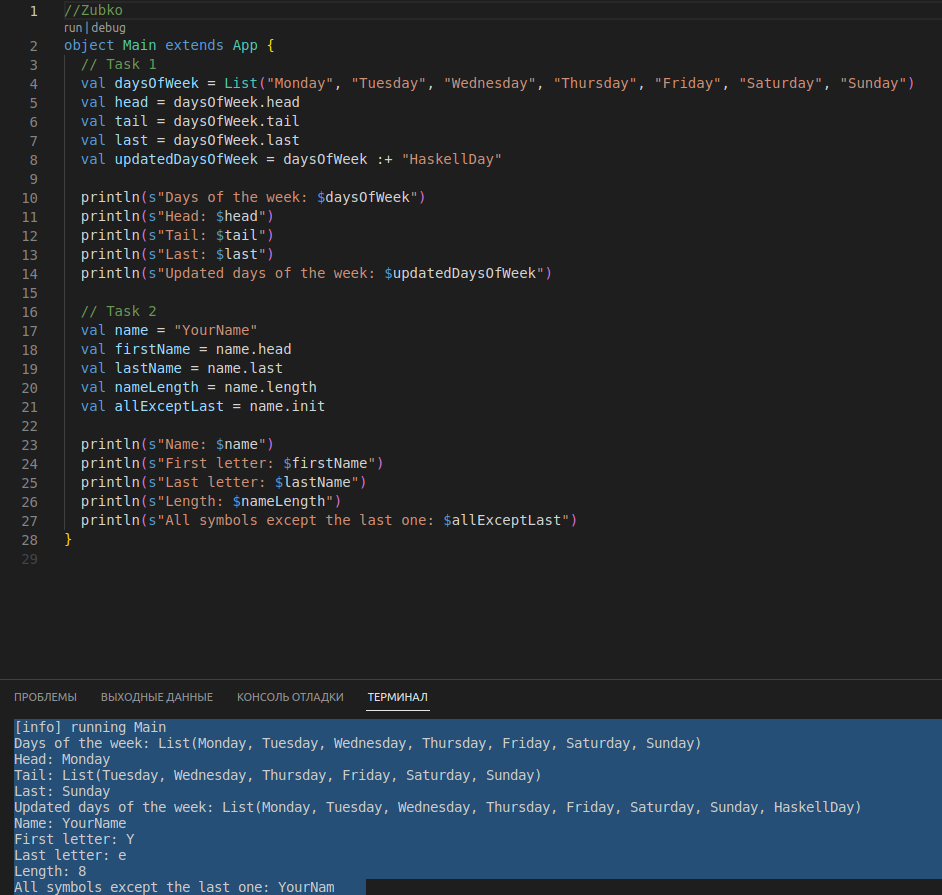 1 //Zubko
run|debug
2 object Main extends App {
3 // Task 1
4 val daysOfWeek = List("Monday", "Tuesday", "Wednesday", "Thursday", "Friday", "Saturday", "Sunday")
5 val head = daysOfWeek.head
6 val tail = daysOfWeek.tail
7 val last = daysOfWeek.last
8 val updatedDaysOfWeek = daysOfWeek :+ "HaskellDay"
9
10 println(s"Days of the week: $daysOfWeek")
11 println(s"Head: $head")
12 println(s"Tail: $tail")
13 println(s"Last: $last")
14 println(s"Updated days of the week: $updatedDaysOfWeek")
15
16 // Task 2
17 val name = "YourName"
18 val firstName = name.head
19 val lastName = name.last
20 val nameLength = name.length
21 val allExceptLast = name.init
22
23 println(s"Name: $name")
24 println(s"First letter: $firstName")
25 println(s"Last letter: $lastName")
26 println(s"Length: $nameLength")
27 println(s"All symbols except the last one: $allExceptLast")
28 }
29
ПРОБЛЕМЫ ВЫХОДНЫЕ ДАННЫЕ КОНСОЛЬ ОТЛАДКИ ТЕРМИНАЛ
[info] running Main
Days of the week: List(Monday, Tuesday, Wednesday, Thursday, Friday, Saturday, Sunday)
Head: Monday
Tail: List(Tuesday, Wednesday, Thursday, Friday, Saturday, Sunday)
Last: Sunday
Updated days of the week: List(Monday, Tuesday, Wednesday, Thursday, Friday, Saturday, Sunday, HaskellDay)
Name: YourName
First letter: Y
Last letter: e
Length: 8
All symbols except the last one: YourNam